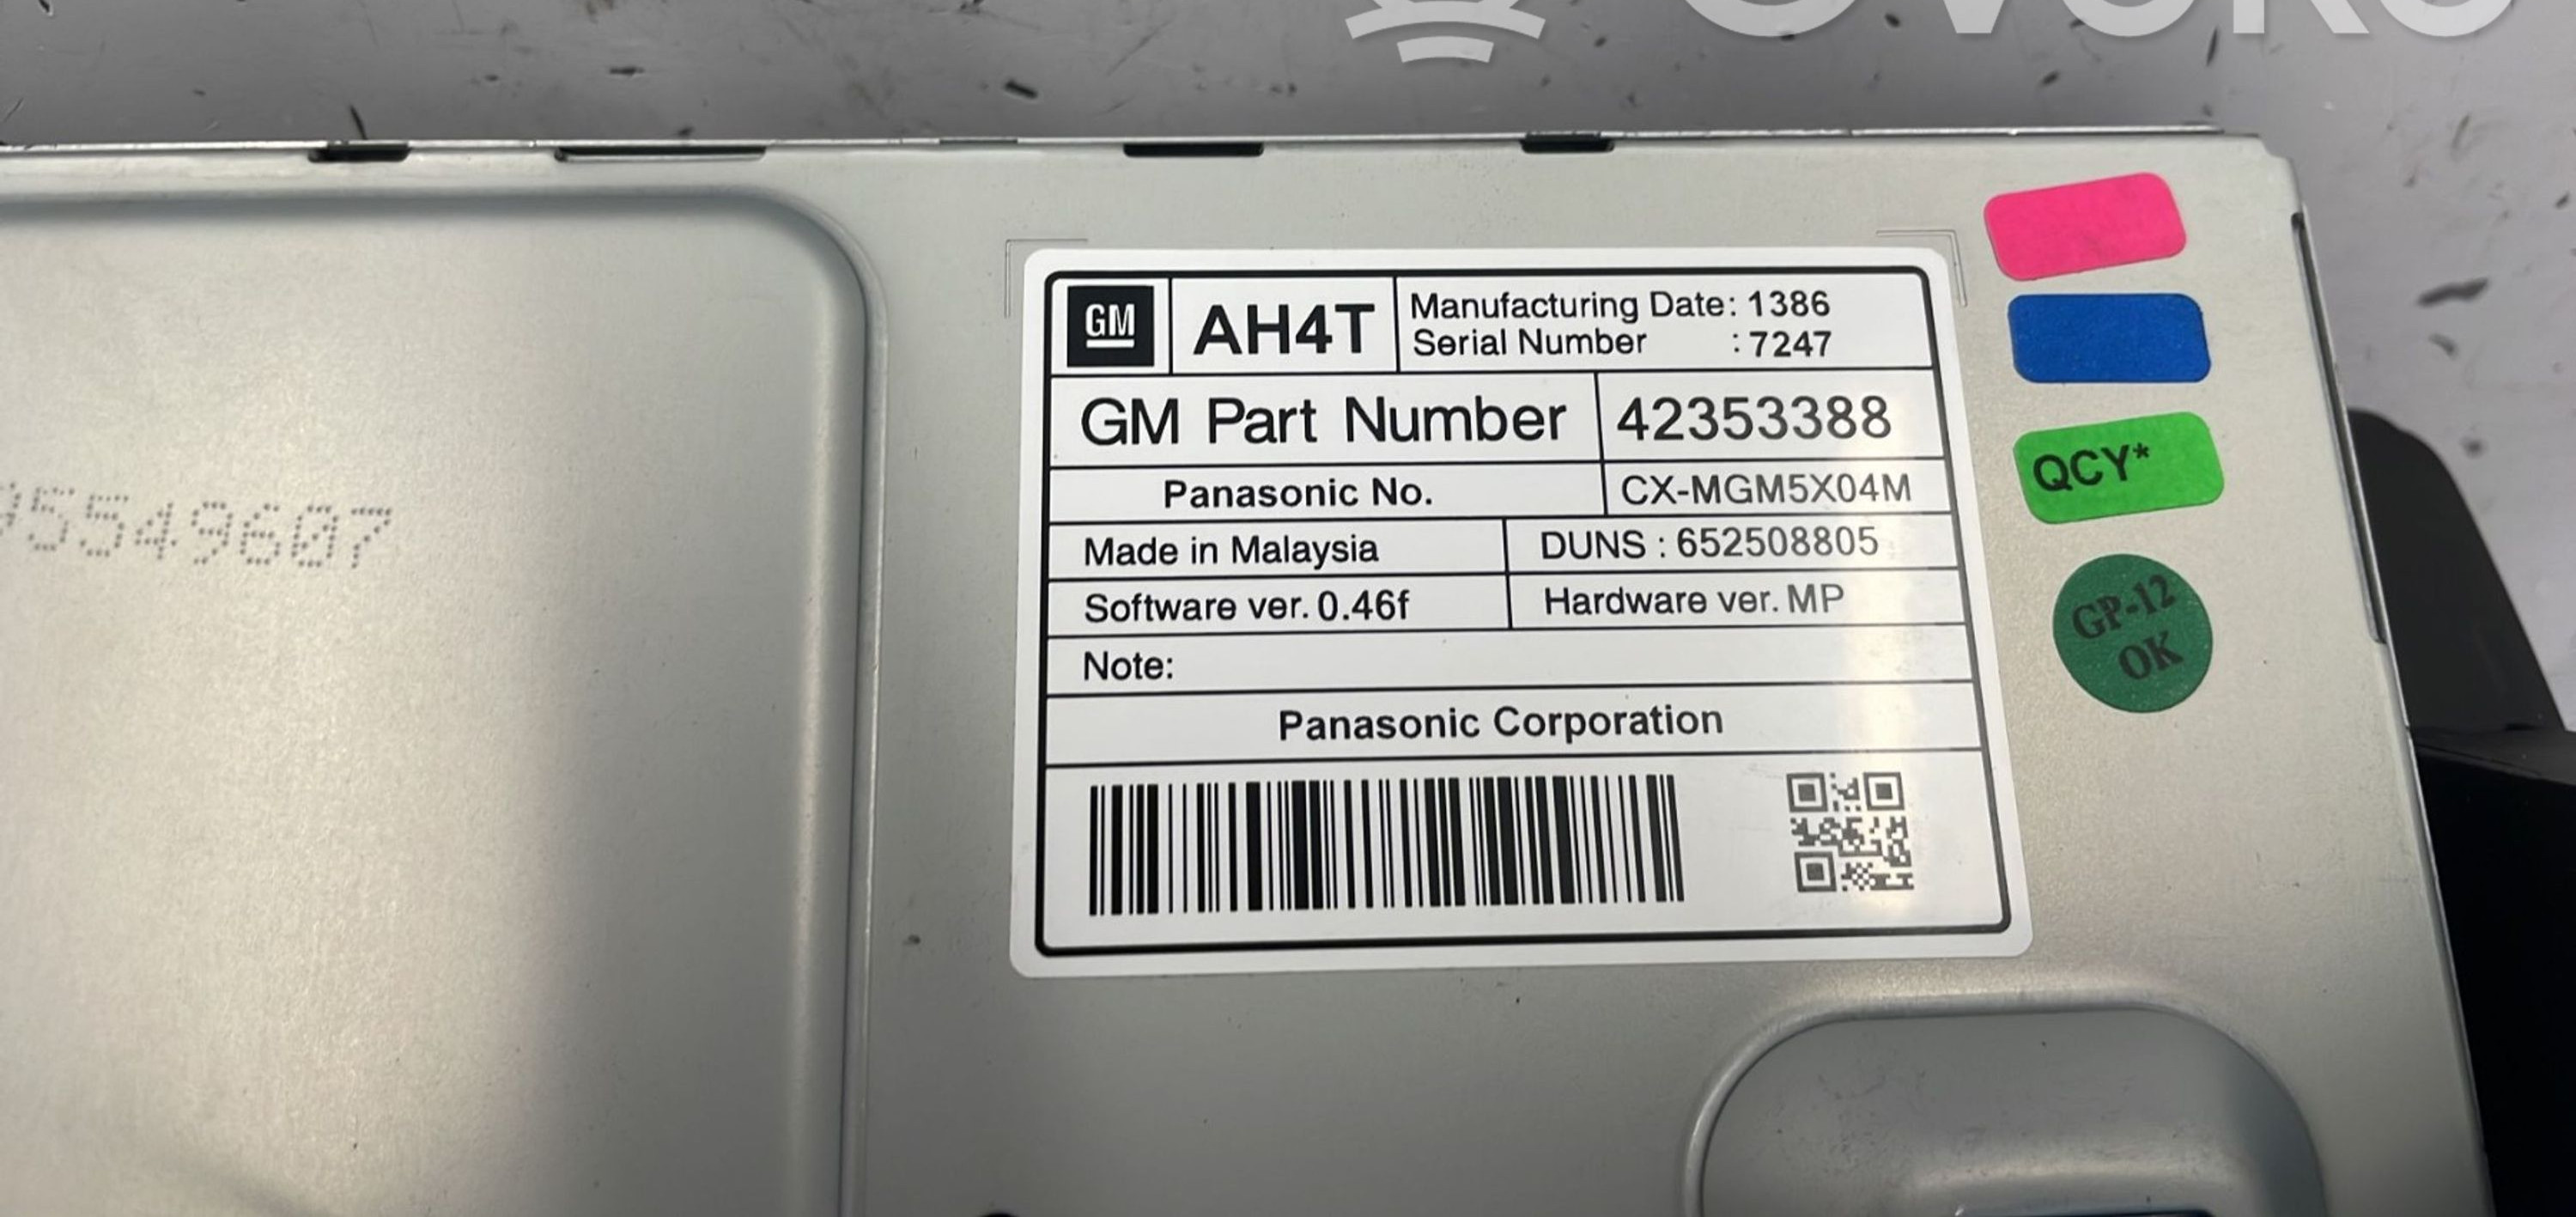 GM
AH4T
Manufacturing Date: 1386
Serial Number : 7247
GM Part Number 42353388
Panasonic No. CX-MGM5X04M
Made in Malaysia DUNS : 652508805
Software ver. 0.46f Hardware ver. MP
Note:
Panasonic Corporation
QCY*
GP-12
OK
5549607